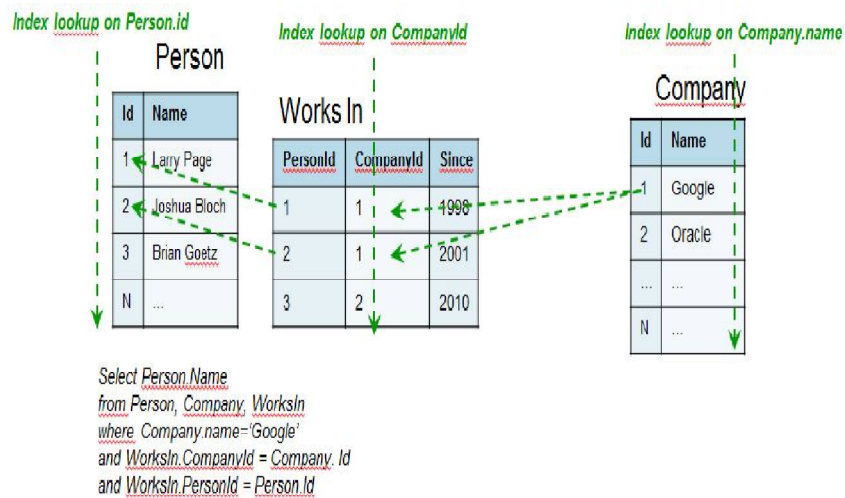 Index lookup on Person.id
Index lookup on CompanyId
Index lookup on Company.name
Person
Id Name
1 Larry Page
2 Joshua Bloch
3 Brian Goetz
N ...
Works In
PersonId CompanyId Since
1 1 1998
2 1 2001
3 2 2010
Company
Id Name
1 Google
2 Oracle
... ...
N ...
Select Person.Name
from Person, Company, WorksIn
where Company.name='Google'
and WorksIn.CompanyId = Company. Id
and WorksIn.PersonId = Person.Id